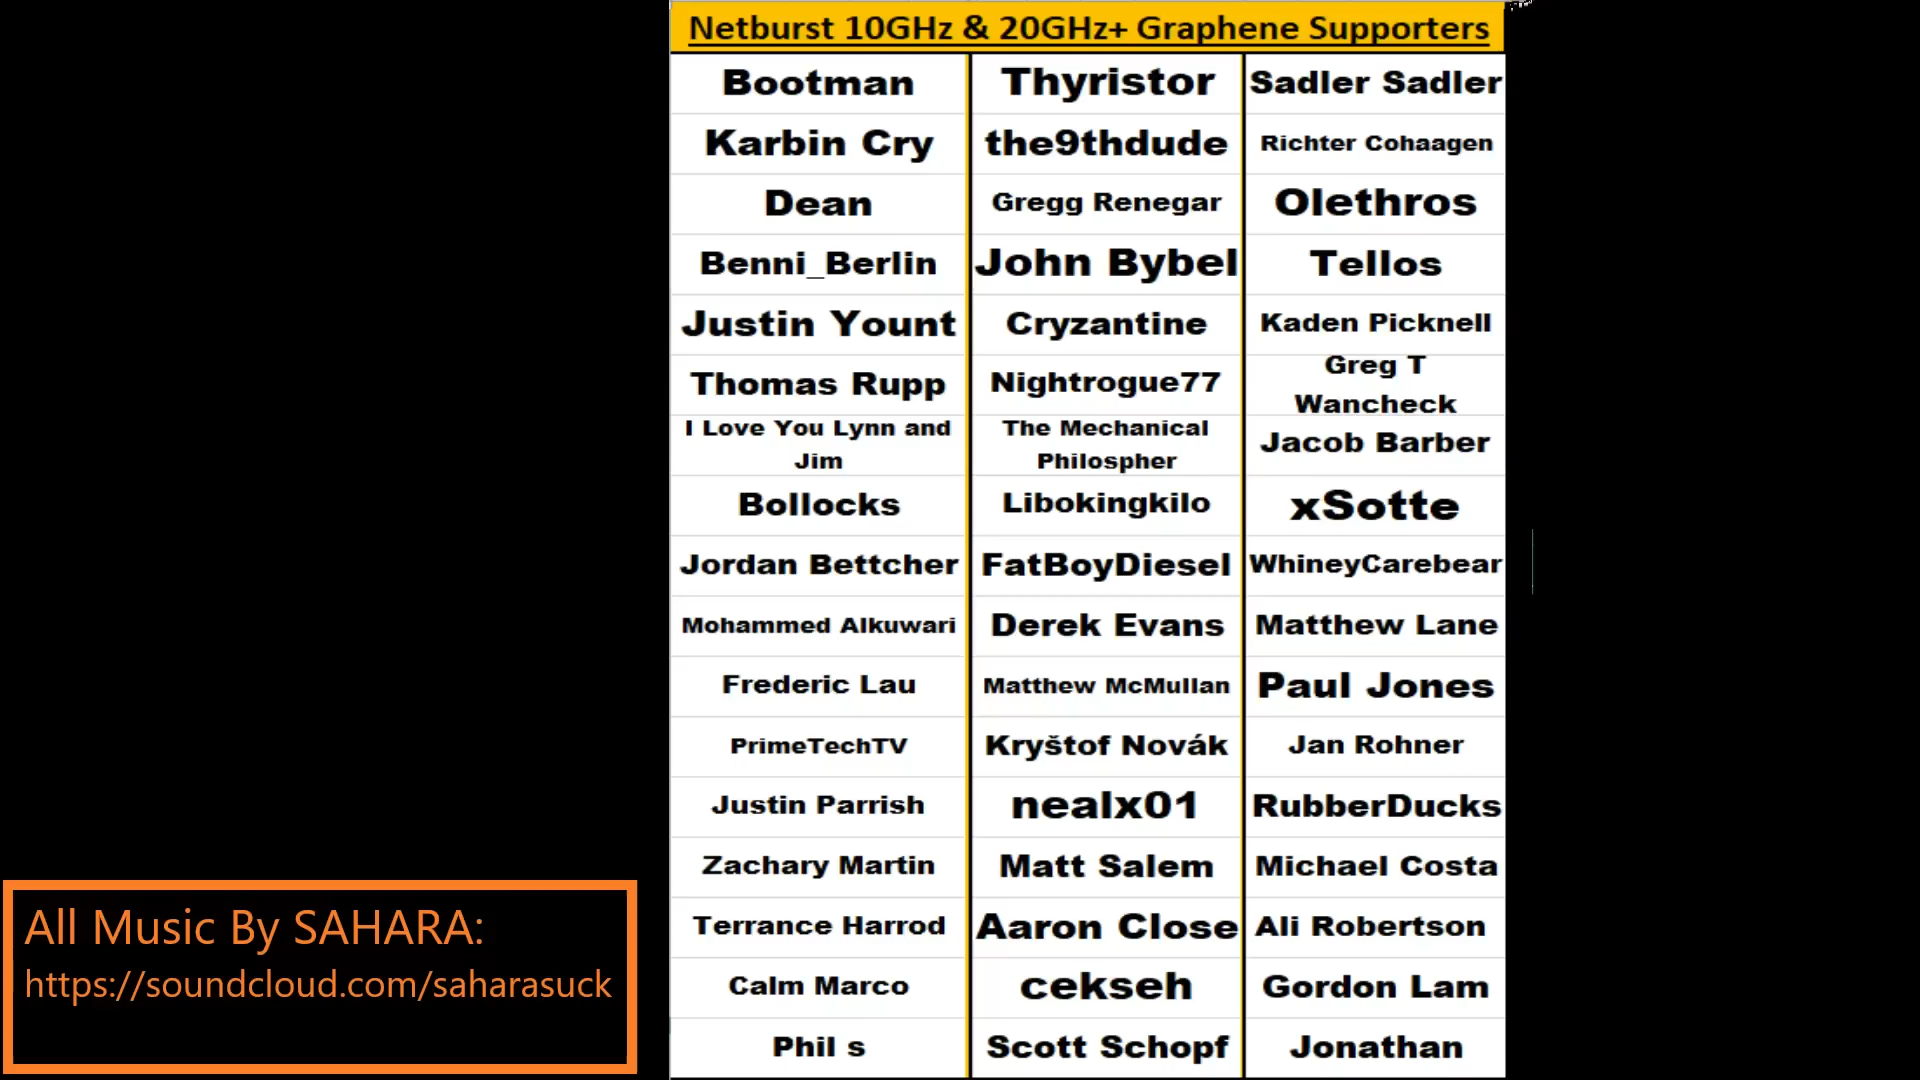 Netburst 10GHz & 20GHz+ Graphene Supporters
Bootman Thyristor Sadler Sadler
Karbin Cry the9thdude Richter Cohaagen
Dean Gregg Renegar Olethros
Benni_Berlin John Bybel Tellos
Justin Yount Cryzantine Kaden Picknell
Thomas Rupp Nightrogue77 Greg T
Wancheck
I Love You Lynn and
Jim
The Mechanical
Philospher
Jacob Barber
Bollocks Libokingkilo xSotte
Jordan Bettcher FatBoyDiesel WhineyCarebear
Mohammed Alkuwari Derek Evans Matthew Lane
Frederic Lau Matthew McMullan Paul Jones
PrimeTechTV Kryštof Novák Jan Rohner
Justin Parrish nealx01 RubberDucks
Zachary Martin Matt Salem Michael Costa
Terrance Harrod Aaron Close Ali Robertson
Calm Marco cekseh Gordon Lam
Phil s Scott Schopf Jonathan
All Music By SAHARA:
https://soundcloud.com/saharasuck